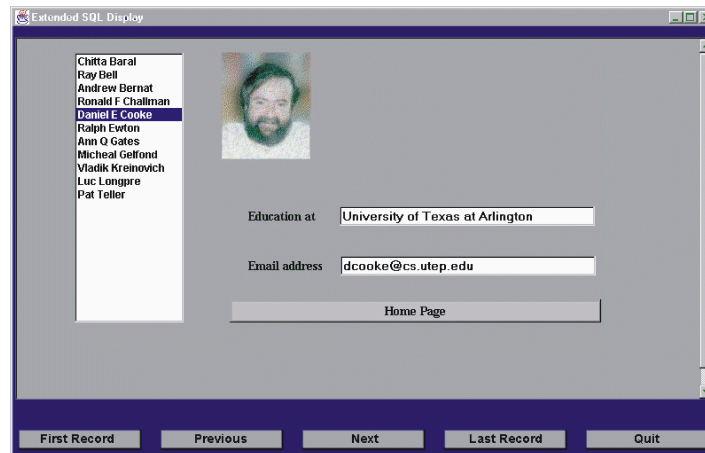 Extended SQL Display
Chitta Baral
Ray Bell
Andrew Bernat
Ronald F Challman
Daniel E Cooke
Ralph Ewton
Ann Q Gates
Micheal Gelfond
Vladik Kreinovich
Luc Longpre
Pat Teller
Education at University of Texas at Arlington
Email address dcooke@cs.utep.edu
Home Page
First Record Previous Next Last Record Quit